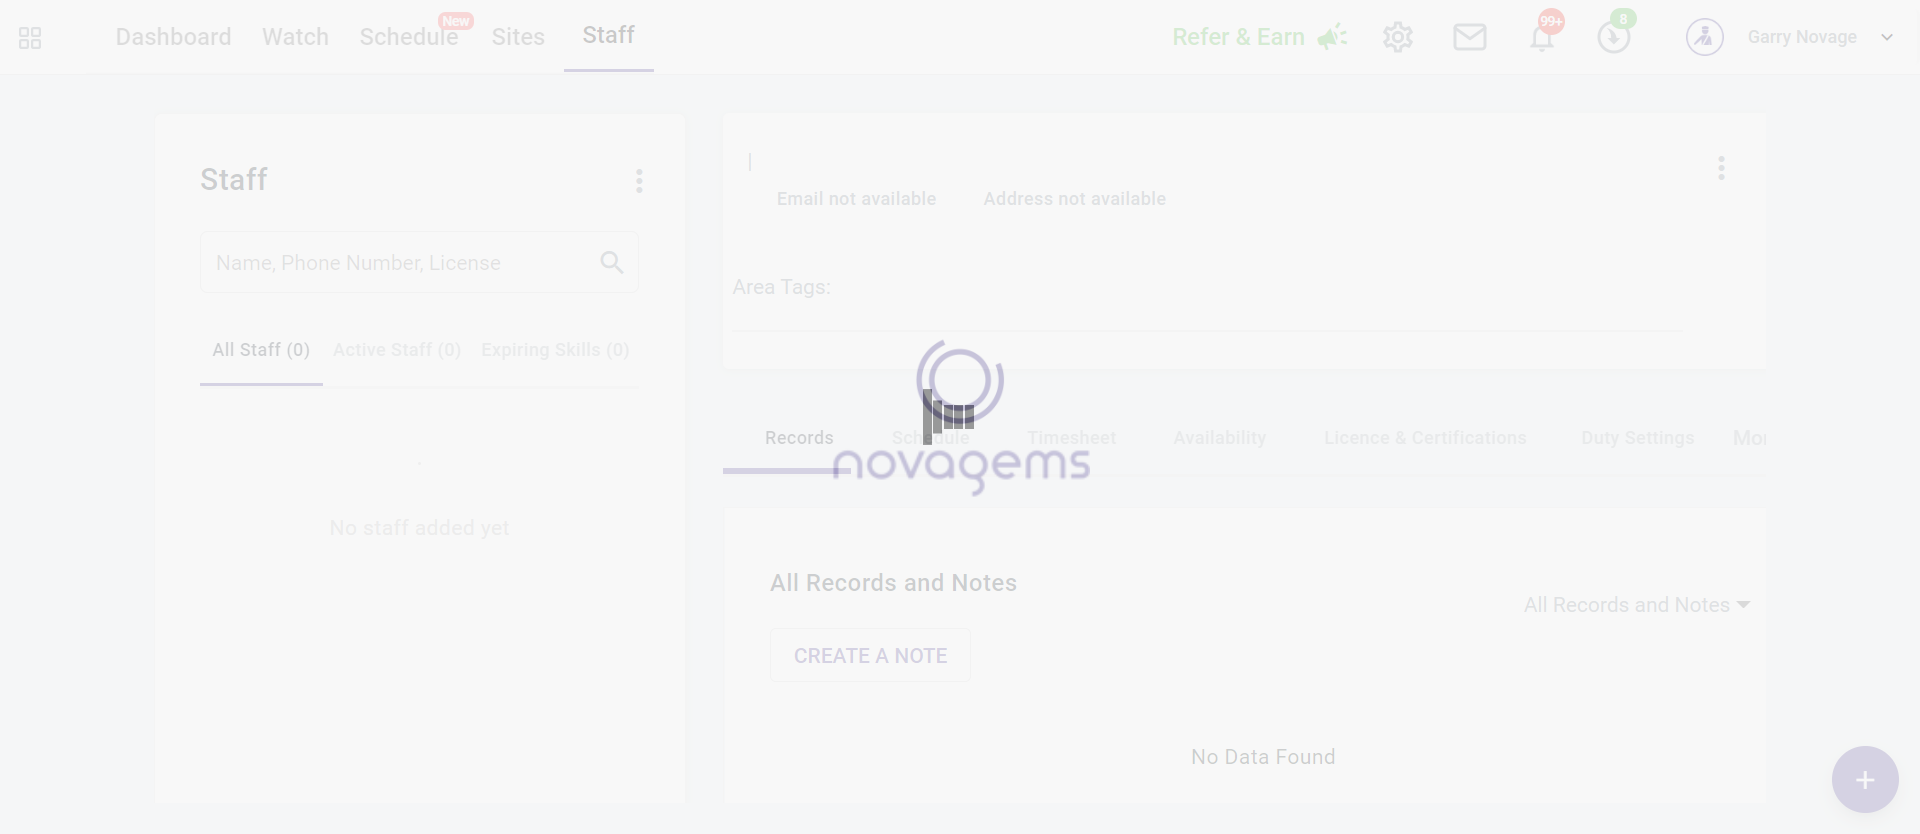 Dashboard Watch Schedule New Sites Staff Refer & Earn 99+ 8 Garry Novage
Staff
Name, Phone Number, License
All Staff (0) Active Staff (0) Expiring Skills (0)
No staff added yet
|
Email not available Address not available
Area Tags:
Records Schedule Timesheet Availability Licence & Certifications Duty Settings Mor
novagems
All Records and Notes
All Records and Notes
CREATE A NOTE
No Data Found